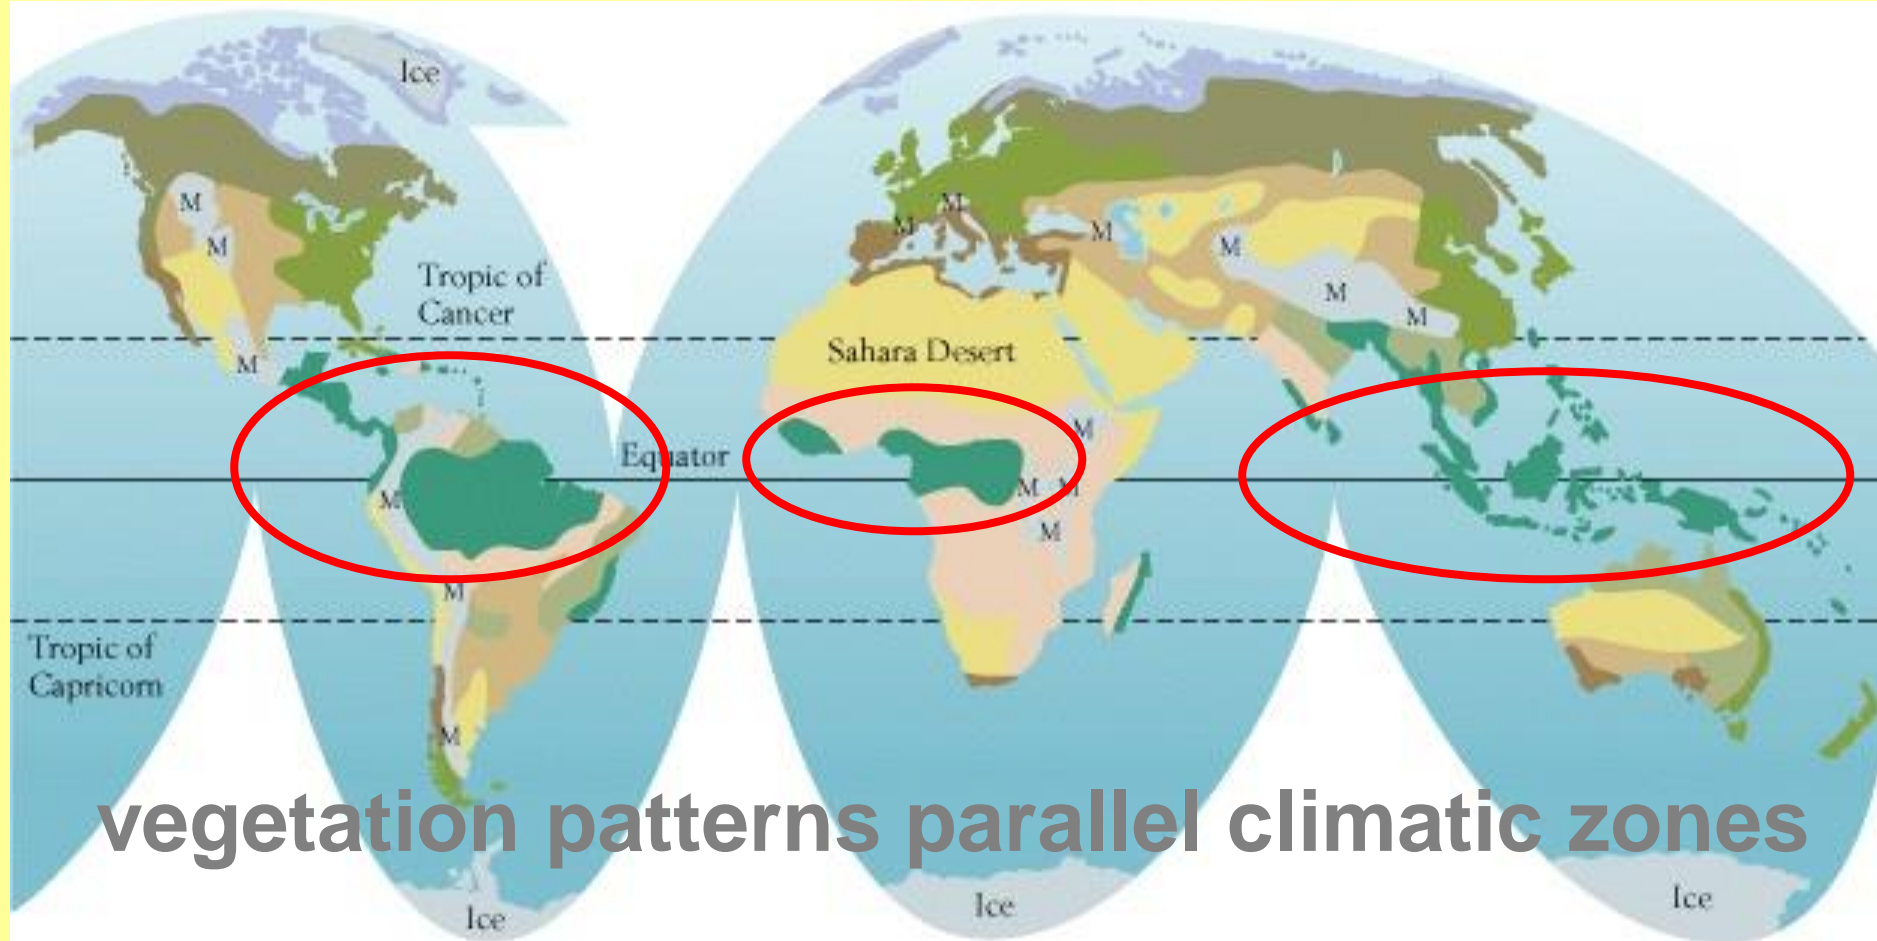 Ice
M
M
Tropic of
Cancer
M
M
M
M
M
M
M
Sahara Desert
M
M
Equator
M
M M
M
M
M
Tropic of
Capricorn
M
vegetation patterns parallel climatic zones
Ice
Ice
Ice